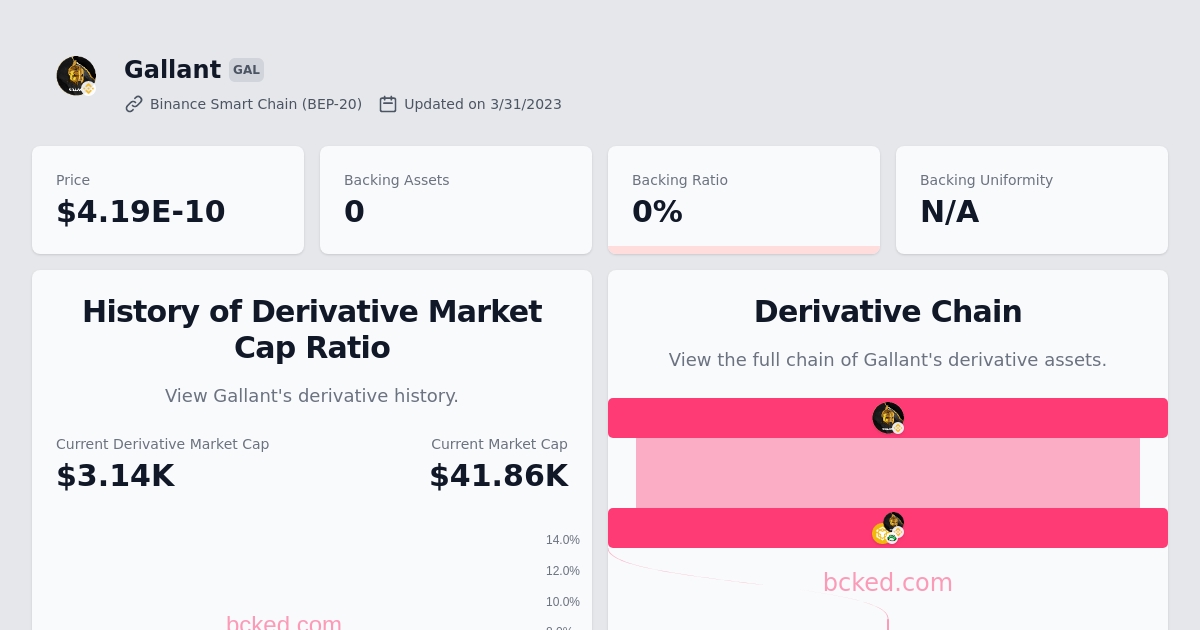 Gallant GAL
Binance Smart Chain (BEP-20) Updated on 3/31/2023
Price
$4.19E-10
Backing Assets
0
Backing Ratio
0%
Backing Uniformity
N/A
History of Derivative Market
Cap Ratio
View Gallant's derivative history.
Current Derivative Market Cap
$3.14K
Current Market Cap
$41.86K
14.0%
12.0%
10.0%
bcked.com
Derivative Chain
View the full chain of Gallant's derivative assets.
bcked.com